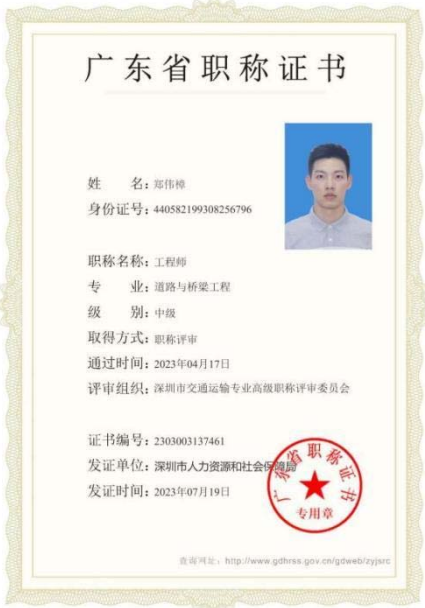 广东省职称证书
姓 名：郑伟樟
身份证号：440582199308256796
职称名称：工程师
专 业：道路与桥梁工程
级 别：中级
取得方式：职称评审
通过时间：2023年04月17日
评审组织：深圳市交通运输专业高级职称评审委员会
证书编号：2303003137461
发证单位：深圳市人力资源和社会保障局
发证时间：2023年07月19日
广东省职称证书
专用章
查询网址：http://www.gdhrss.gov.cn/gdweb/zyjsrc